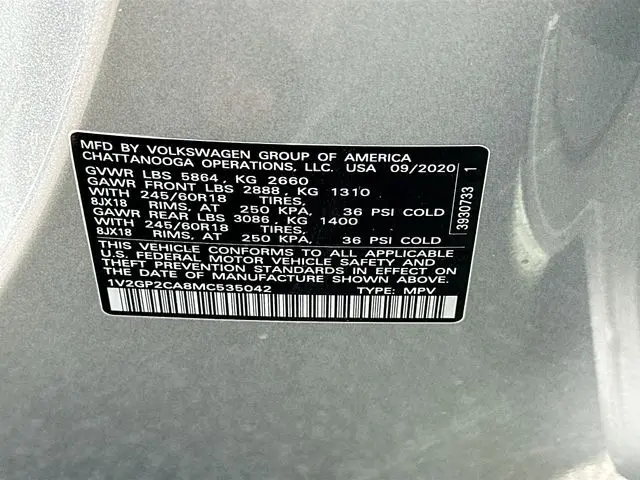 MFD BY VOLKSWAGEN GROUP OF AMERICA
CHATTANOOGA OPERATIONS, LLC. USA 09/2020
GVWR LBS 5864, KG 2660
GAWR FRONT LBS 2888, KG 1310
WITH 245/60R18 TIRES,
8JX18 RIMS, AT 250 KPA, 36 PSI COLD
GAWR REAR LBS 3086, KG 1400
WITH 245/60R18 TIRES,
8JX18 RIMS, AT 250 KPA, 36 PSI COLD
THIS VEHICLE CONFORMS TO ALL APPLICABLE
U.S. FEDERAL MOTOR VEHICLE SAFETY AND
THEFT PREVENTION STANDARDS IN EFFECT ON
THE DATE OF MANUFACTURE SHOWN ABOVE.
1V2GP2CA8MC535042 TYPE: MPV
3930733 1